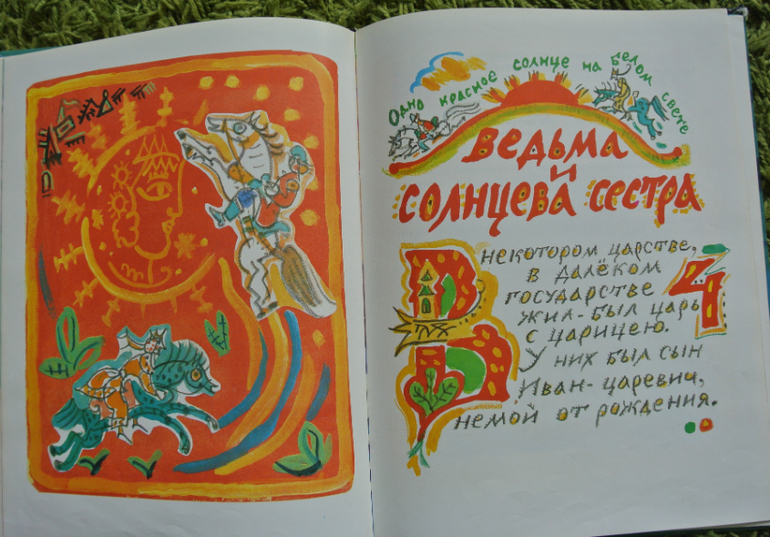 Одно красное солнце на белом свете
ВЕДЬМА
И
СОЛНЦЕВА СЕСТРА
В некотором царстве,
в далёком
государстве
жил-был царь
с царицею.
У них был сын
Иван-царевич,
немой от рождения.
4